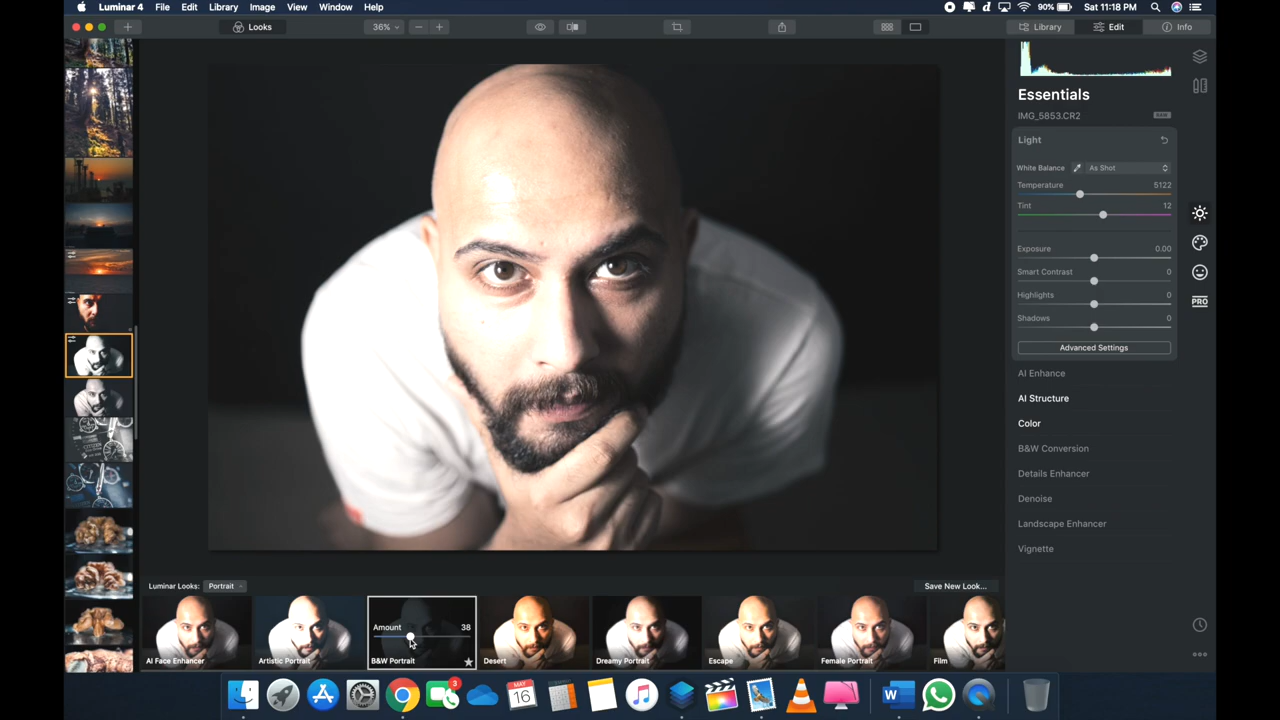 Luminar 4 File Edit Library Image View Window Help
90% Sat 11:18 PM
Looks
36%
Library Edit Info
Essentials
IMG_5853.CR2
Light
White Balance As Shot
Temperature 5122
Tint 12
Exposure 0.00
Smart Contrast 0
Highlights 0
Shadows 0
Advanced Settings
AI Enhance
AI Structure
Color
B&W Conversion
Details Enhancer
Denoise
Landscape Enhancer
Vignette
PRO
Luminar Looks: Portrait
Save New Look...
Amount 38
AI Face Enhancer Artistic Portrait B&W Portrait Desert Dreamy Portrait Escape Female Portrait Film
3
MAY
16
W